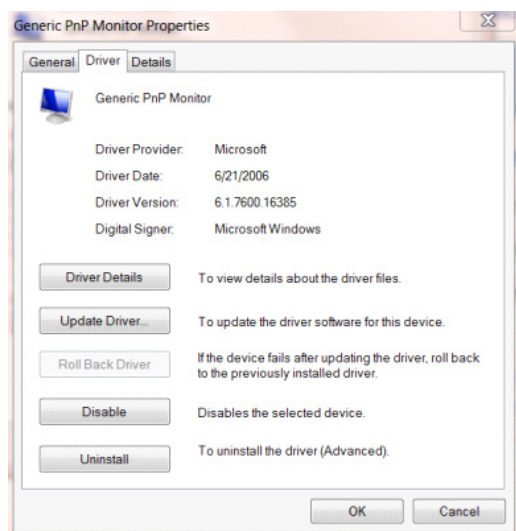 Generic PnP Monitor Properties
General Driver Details
Generic PnP Monitor
Driver Provider: Microsoft
Driver Date: 6/21/2006
Driver Version: 6.1.7600.16385
Digital Signer: Microsoft Windows
Driver Details To view details about the driver files.
Update Driver... To update the driver software for this device.
Roll Back Driver If the device fails after updating the driver, roll back
to the previously installed driver.
Disable Disables the selected device.
Uninstall To uninstall the driver (Advanced).
OK Cancel